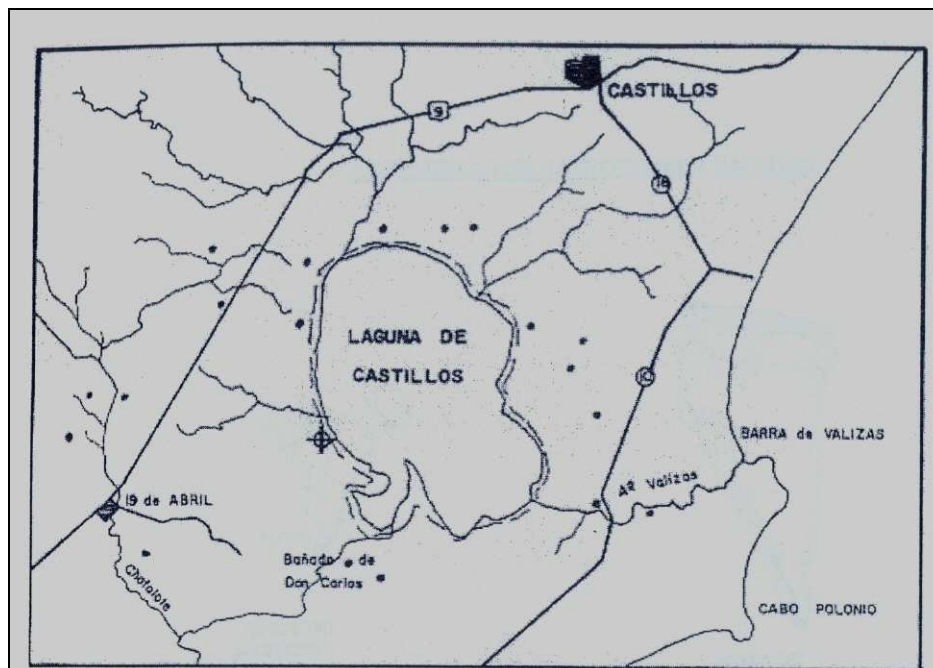 CASTILLOS
9
16
LAGUNA DE
CASTILLOS
10
BARRA de VALIZAS
Aº Valizas
19 de ABRIL
Bañado de
Don Carlos
Chafalote
CABO POLONIO